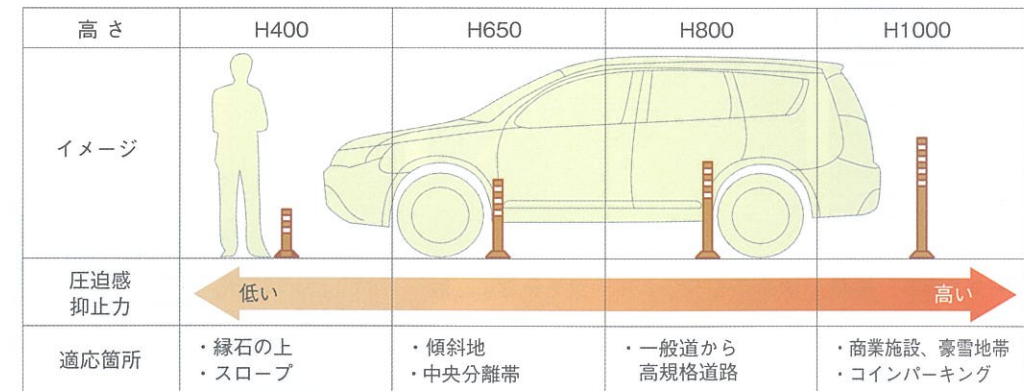 高さ
H400
H650
H800
H1000
イメージ
圧迫感
抑止力
低い
高い
適応箇所
・縁石の上
・スロープ
・傾斜地
・中央分離帯
・一般道から
高規格道路
・商業施設、豪雪地帯
・コインパーキング